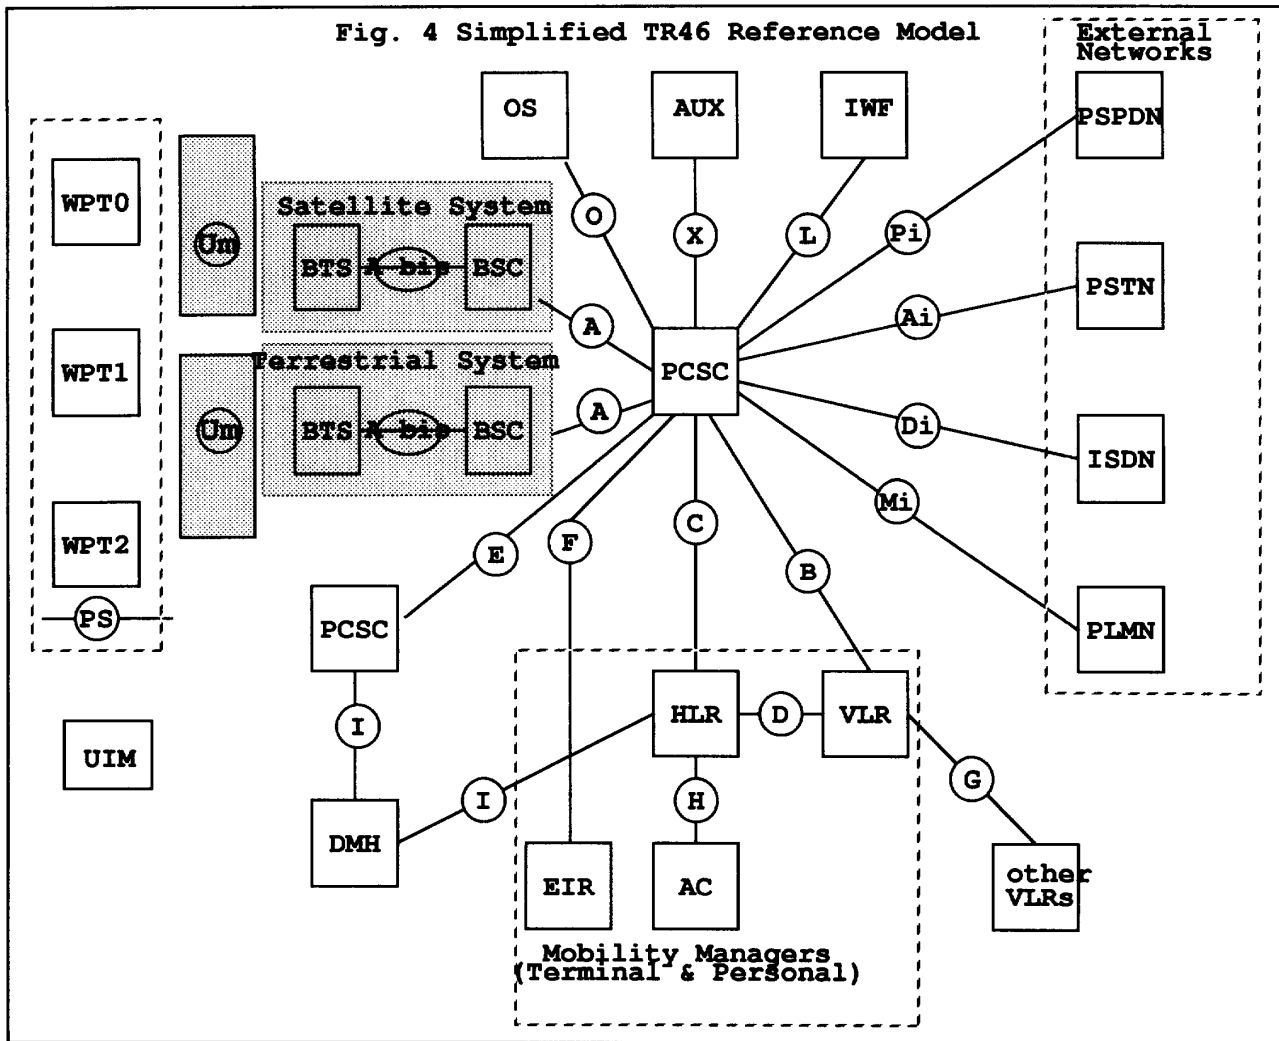 Fig. 4 Simplified TR46 Reference Model
External
Networks
OS
AUX
IWF
PSPDN
WPT0
Um
Satellite System
BTS
A bis
BSC
O
X
L
Pi
PSTN
Ai
A
WPT1
Terrestrial System
PCSC
Um
BTS
A bis
BSC
A
Di
ISDN
Mi
WPT2
E
F
C
B
PS
PCSC
PLMN
I
HLR
D
VLR
UIM
I
H
G
DMH
EIR
AC
other
VLRs
Mobility Managers
(Terminal & Personal)